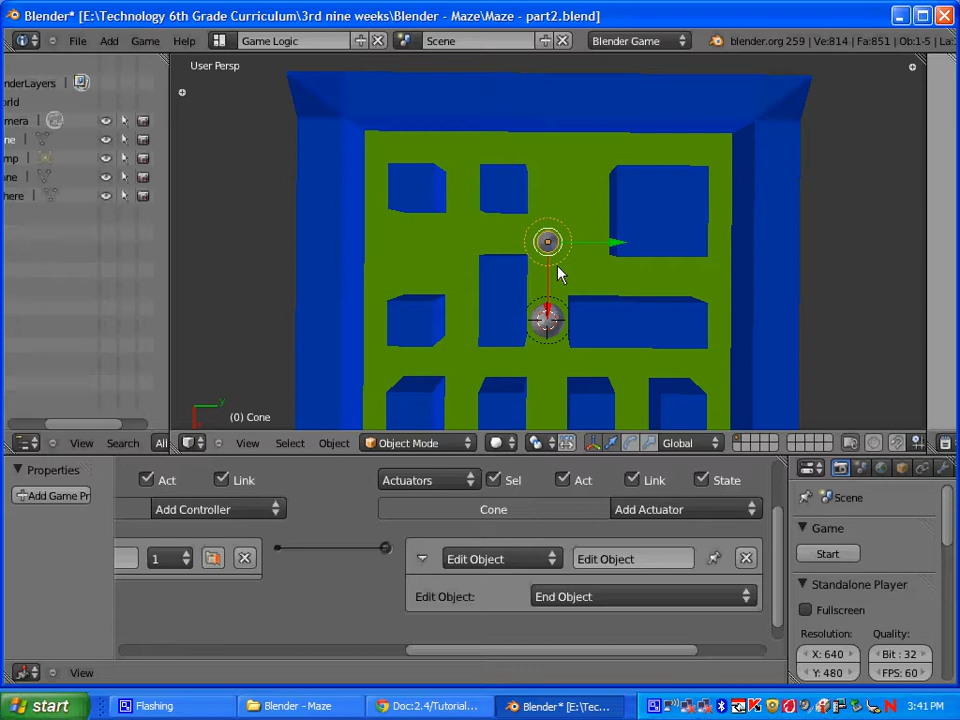 Blender* [E:\Technology 6th Grade Curriculum\3rd nine weeks\Blender - Maze\Maze - part2.blend]
File Add Game Help Game Logic Scene Blender Game blender.org 259 | Ve:814 | Fa:851 | Ob:1-5 | La:
User Persp
nderLayers
orld
amera
ne
mp
ane
here
(0) Cone
View Search All View Select Object Object Mode Global
Properties
Add Game Pr
Act Link Actuators Sel Act Link State
Add Controller Cone Add Actuator
1 Edit Object Edit Object
Edit Object: End Object
Scene
Game
Start
Standalone Player
Fullscreen
Resolution: Quality:
X: 640 Bit : 32
Y: 480 FPS: 60
View
start Flashing Blender - Maze Doc:2.4/Tutorial... Blender* [E:\Tec... 3:41 PM